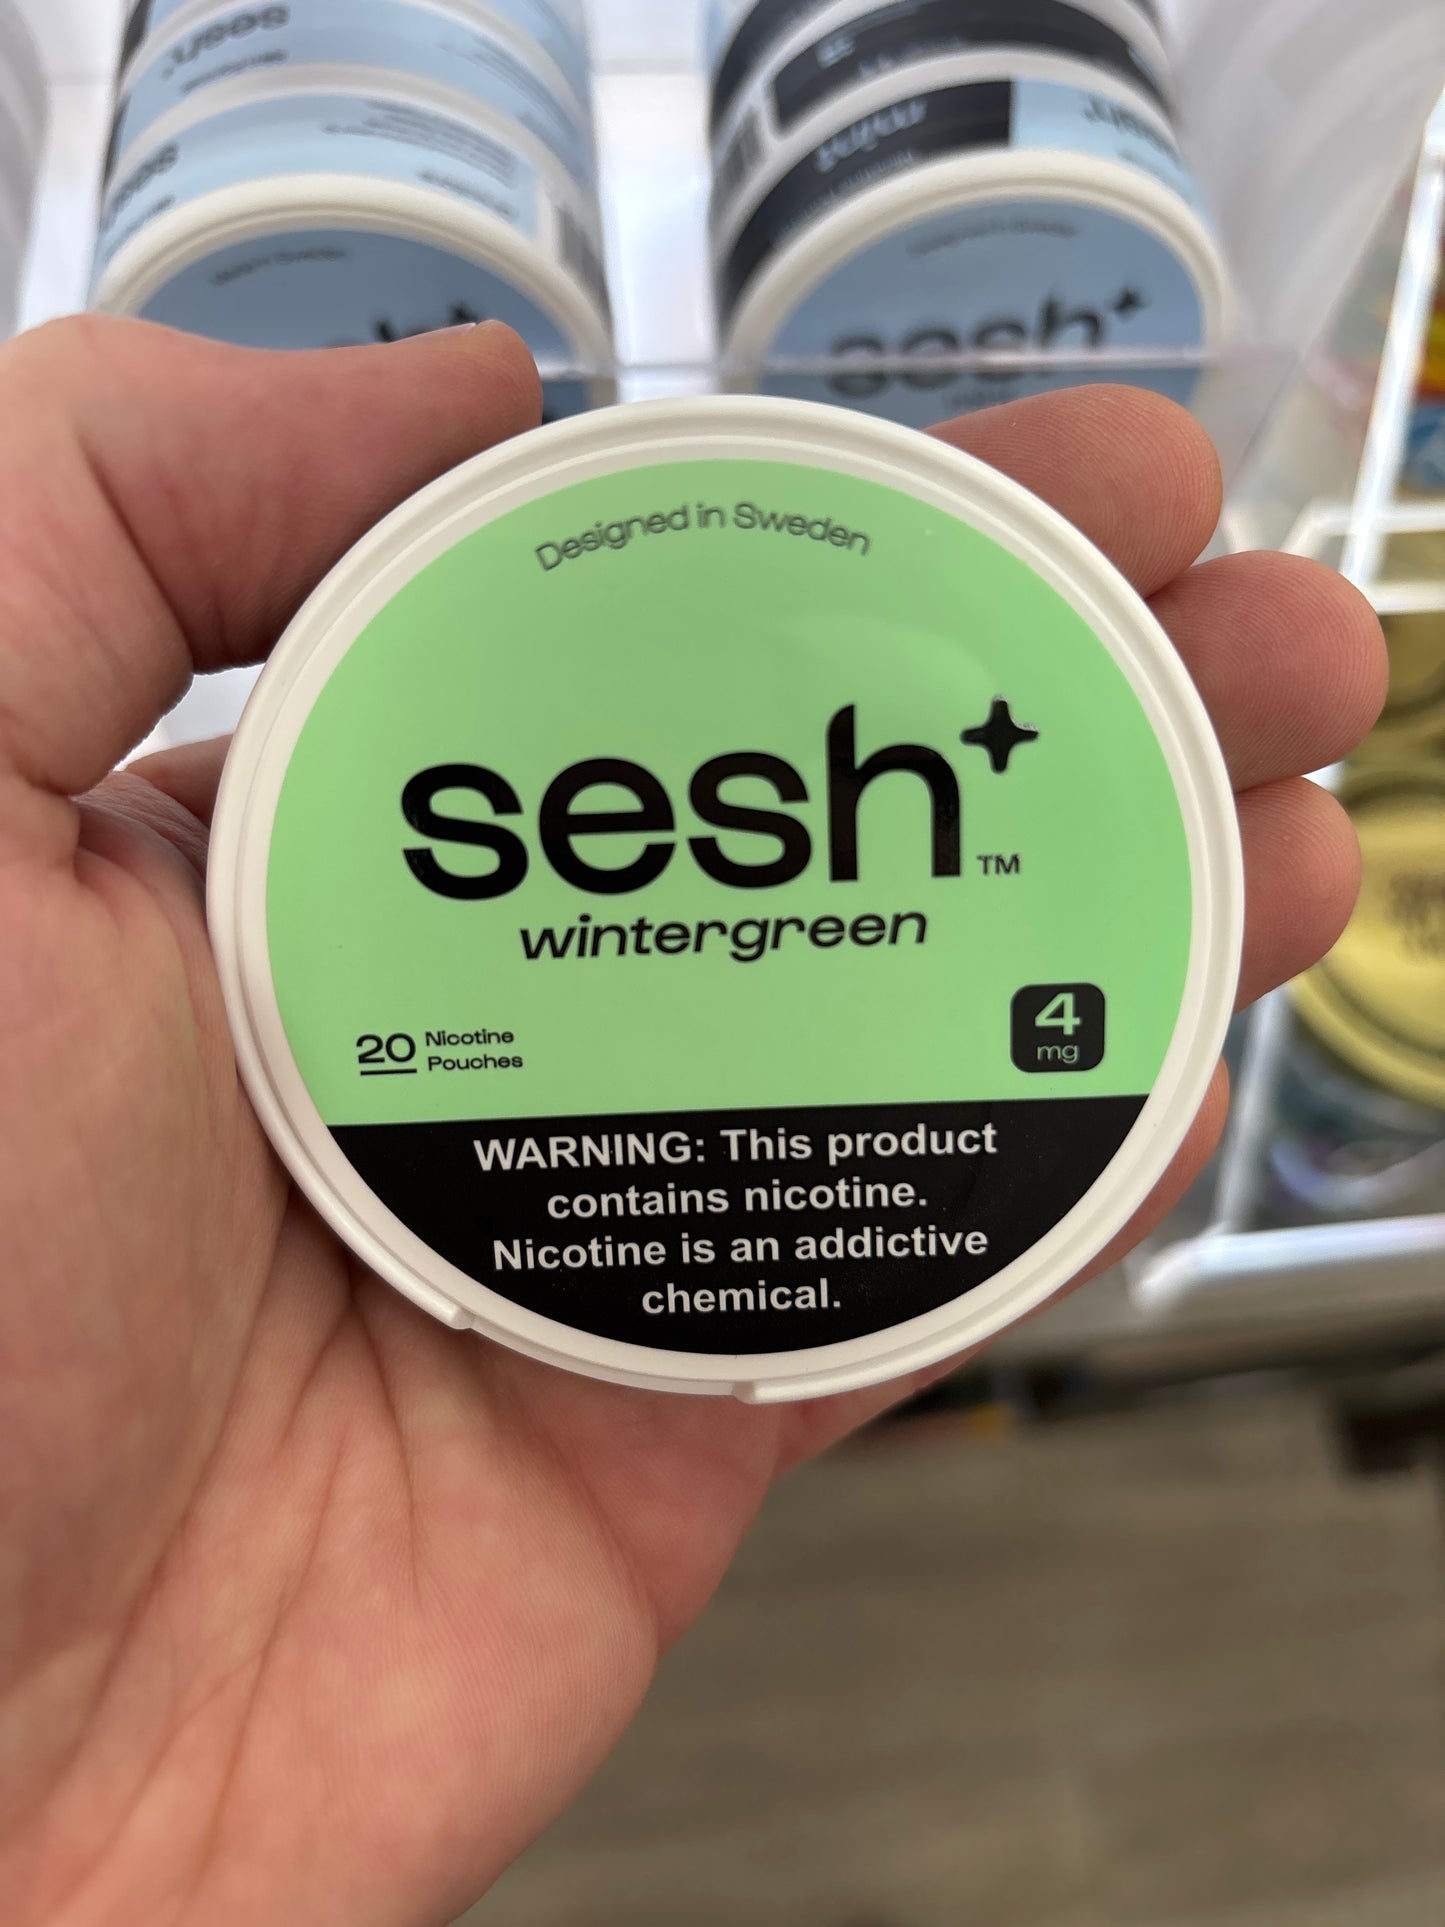 sesh+
Designed in Sweden
sesh+™
wintergreen
20 Nicotine
Pouches
4
mg
WARNING: This product
contains nicotine.
Nicotine is an addictive
chemical.